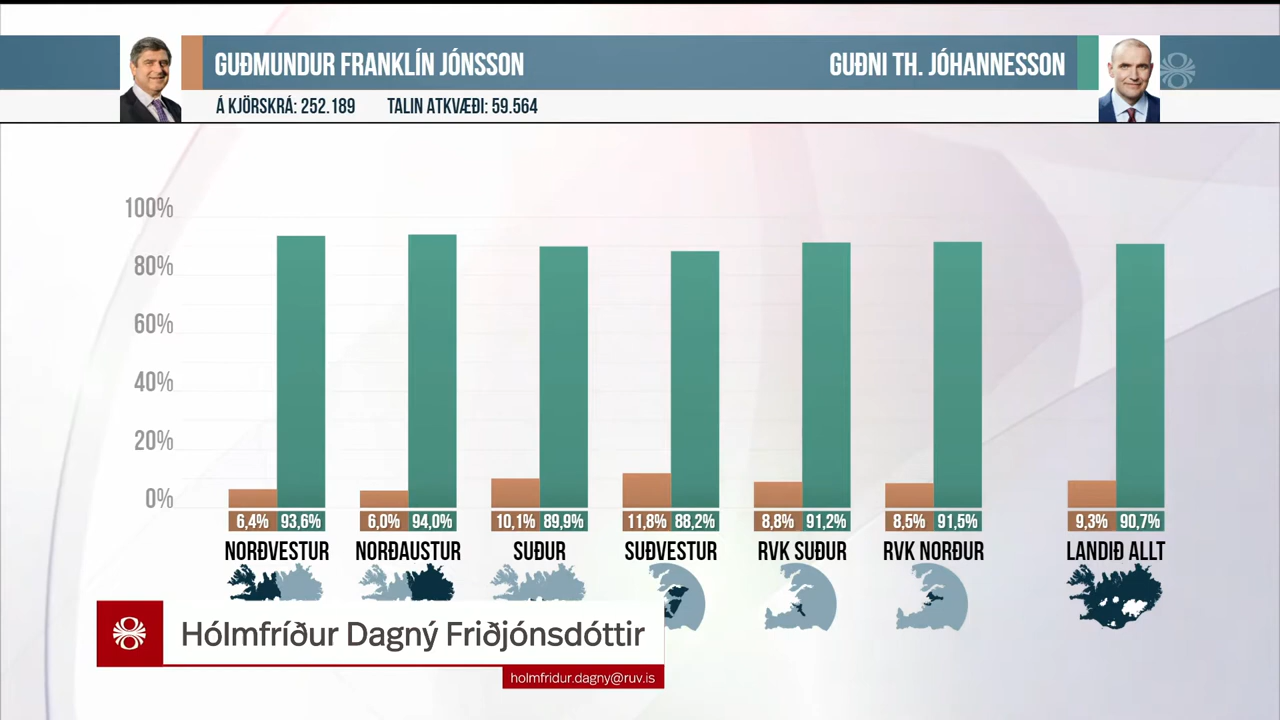 GUÐMUNDUR FRANKLÍN JÓNSSON
GUÐNI TH. JÓHANNESSON
Á KJÖRSKRÁ: 252.189 TALIN ATKVÆÐI: 59.564
100%
80%
60%
40%
20%
0%
6,4% 93,6% 6,0% 94,0% 10,1% 89,9% 11,8% 88,2% 8,8% 91,2% 8,5% 91,5% 9,3% 90,7%
NORÐVESTUR NORÐAUSTUR SUÐUR SUÐVESTUR RVK SUÐUR RVK NORÐUR LANDIÐ ALLT
Hólmfríður Dagný Friðjónsdóttir
holmfridur.dagny@ruv.is